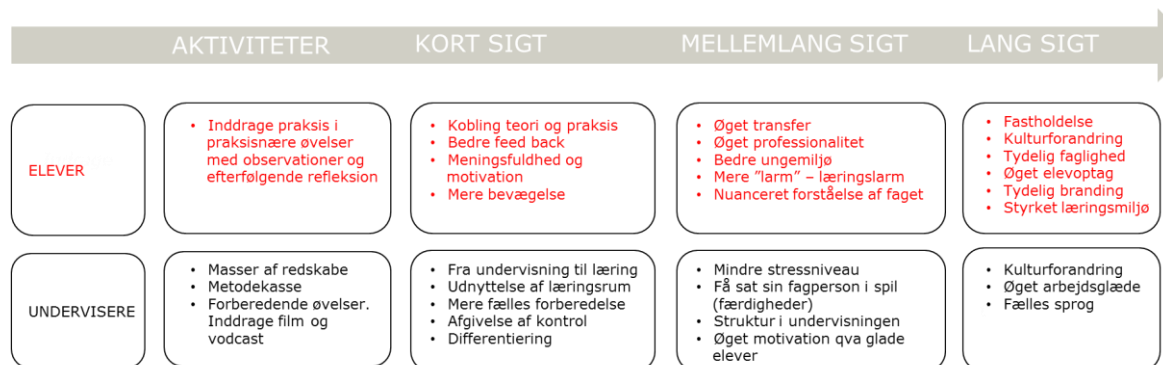 AKTIVITETER
KORT SIGT
MELLEMLANG SIGT
LANG SIGT
ELEVER
• Inddrage praksis i
praksisnære øvelser
med observationer og
efterfølgende refleksion
• Kobling teori og praksis
• Bedre feed back
• Meningsfuldhed og
motivation
• Mere bevægelse
• Øget transfer
• Øget professionalitet
• Bedre ungemiljø
• Mere ”larm” – læringslarm
• Nuanceret forståelse af faget
• Fastholdelse
• Kulturforandring
• Tydelig faglighed
• Øget elevoptag
• Tydelig branding
• Styrket læringsmiljø
UNDERVISERE
• Masser af redskabe
• Metodekasse
• Forberedende øvelser.
Inddrage film og
vodcast
• Fra undervisning til læring
• Udnyttelse af læringsrum
• Mere fælles forberedelse
• Afgivelse af kontrol
• Differentiering
• Mindre stressniveau
• Få sat sin fagperson i spil
(færdigheder)
• Struktur i undervisningen
• Øget motivation qva glade
elever
• Kulturforandring
• Øget arbejdsglæde
• Fælles sprog